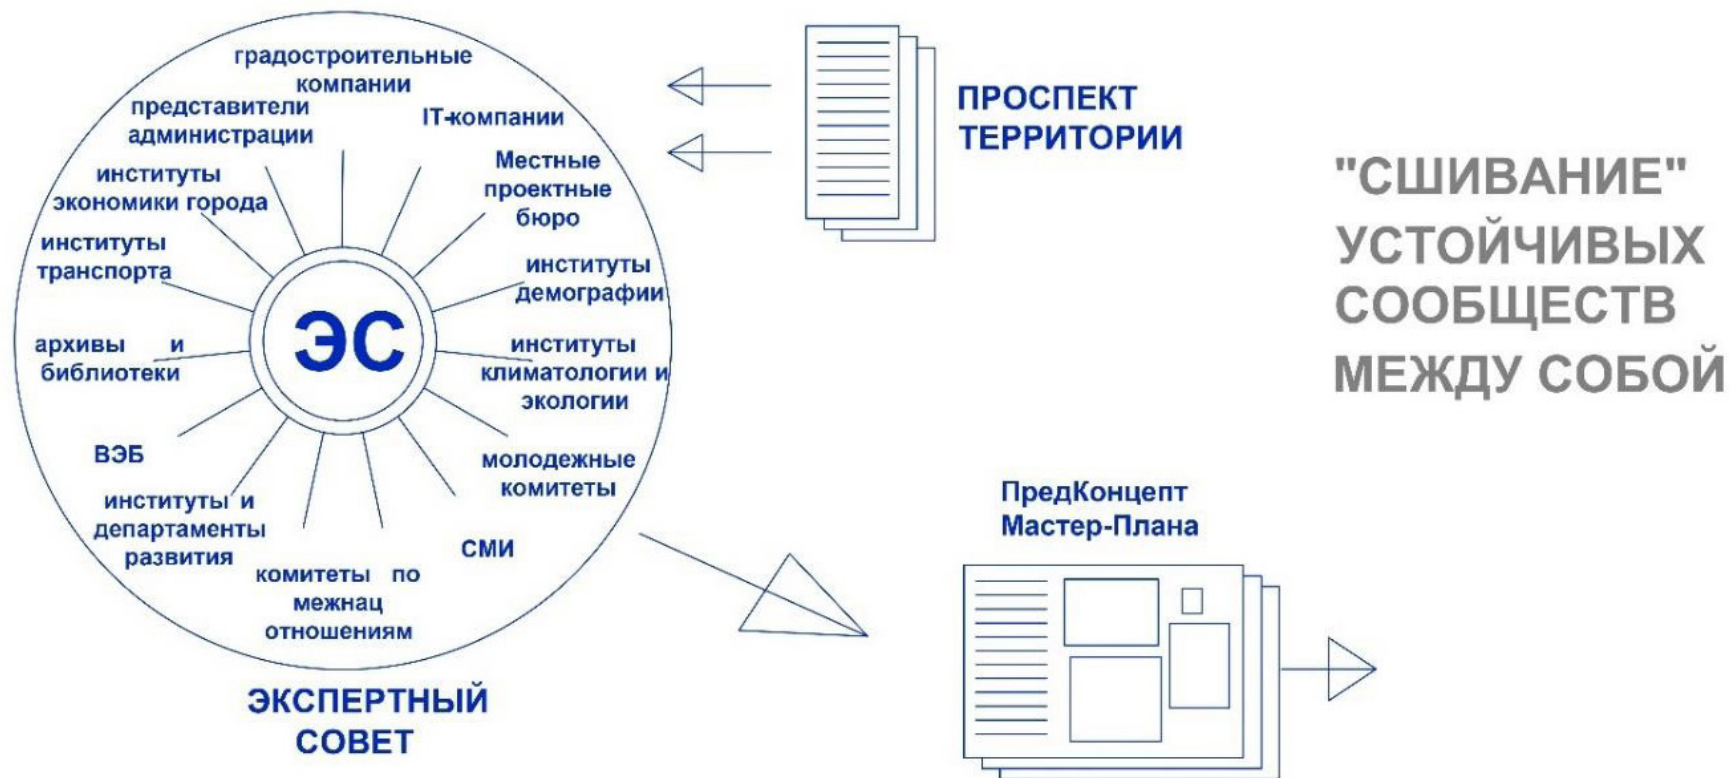 градостроительные
компании
представители
администрации
IT-компании
институты
экономики города
Местные
проектные
бюро
институты
транспорта
институты
демографии
ЭС
архивы и
библиотеки
институты
климатологии и
экологии
ВЭБ
молодежные
комитеты
институты и
департаменты
развития
СМИ
комитеты по
межнац
отношениям
ЭКСПЕРТНЫЙ
СОВЕТ
ПРОСПЕКТ
ТЕРРИТОРИИ
ПредКонцепт
Мастер-Плана
"СШИВАНИЕ"
УСТОЙЧИВЫХ
СООБЩЕСТВ
МЕЖДУ СОБОЙ